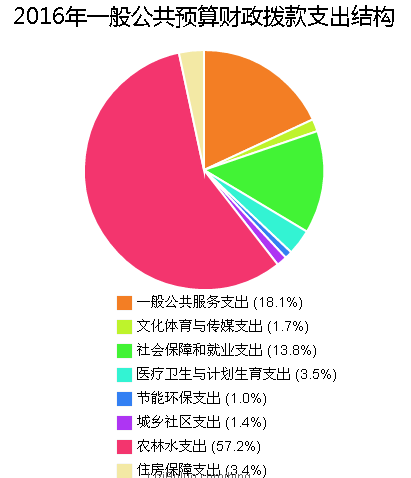 2016年一般公共预算财政拨款支出结构
一般公共服务支出 (18.1%)
文化体育与传媒支出 (1.7%)
社会保障和就业支出 (13.8%)
医疗卫生与计划生育支出 (3.5%)
节能环保支出 (1.0%)
城乡社区支出 (1.4%)
农林水支出 (57.2%)
住房保障支出 (3.4%)